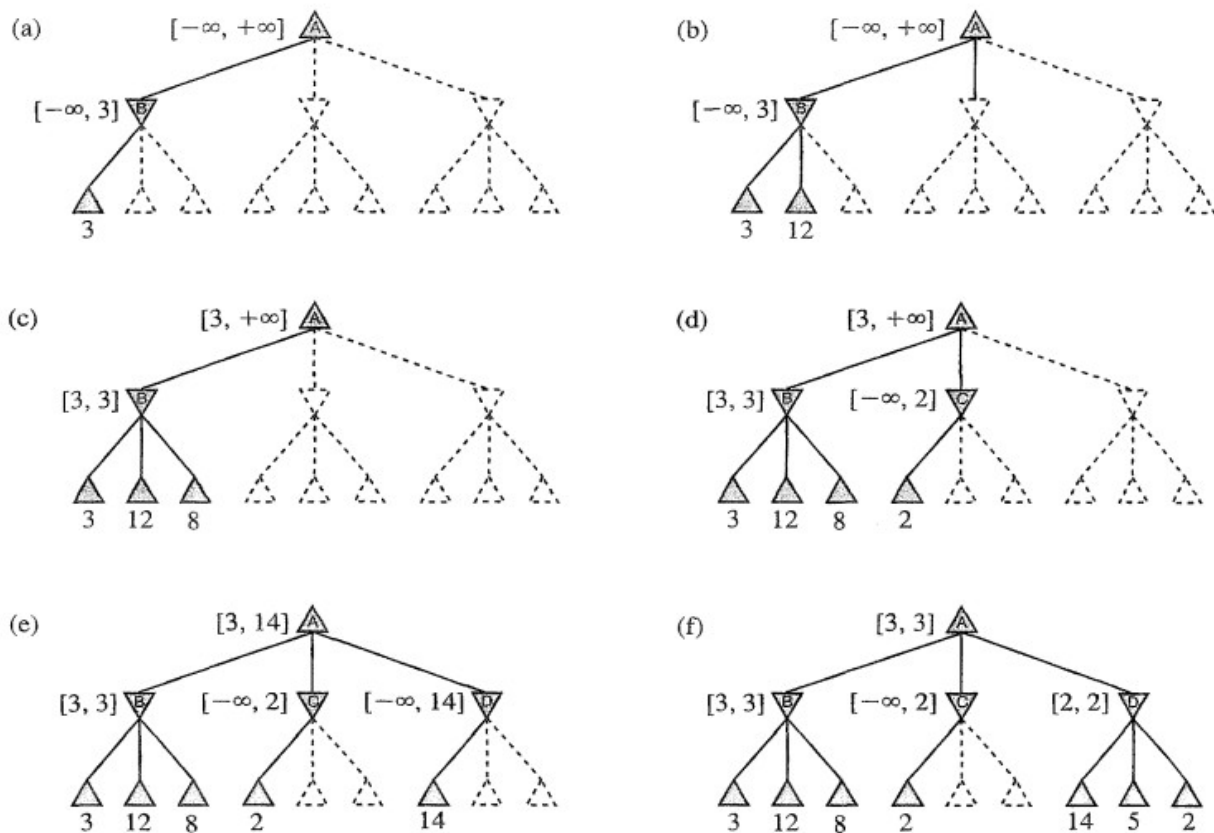 (a) [−∞, +∞] A
(b) [−∞, +∞] A
[−∞, 3] B
[−∞, 3] B
3
3 12
(c) [3, +∞] A
(d) [3, +∞] A
[3, 3] B
[3, 3] B [−∞, 2] C
3 12 8
3 12 8 2
(e) [3, 14] A
(f) [3, 3] A
[3, 3] B [−∞, 2] C [−∞, 14] D
[3, 3] B [−∞, 2] C [2, 2] D
3 12 8 2 14
3 12 8 2 14 5 2